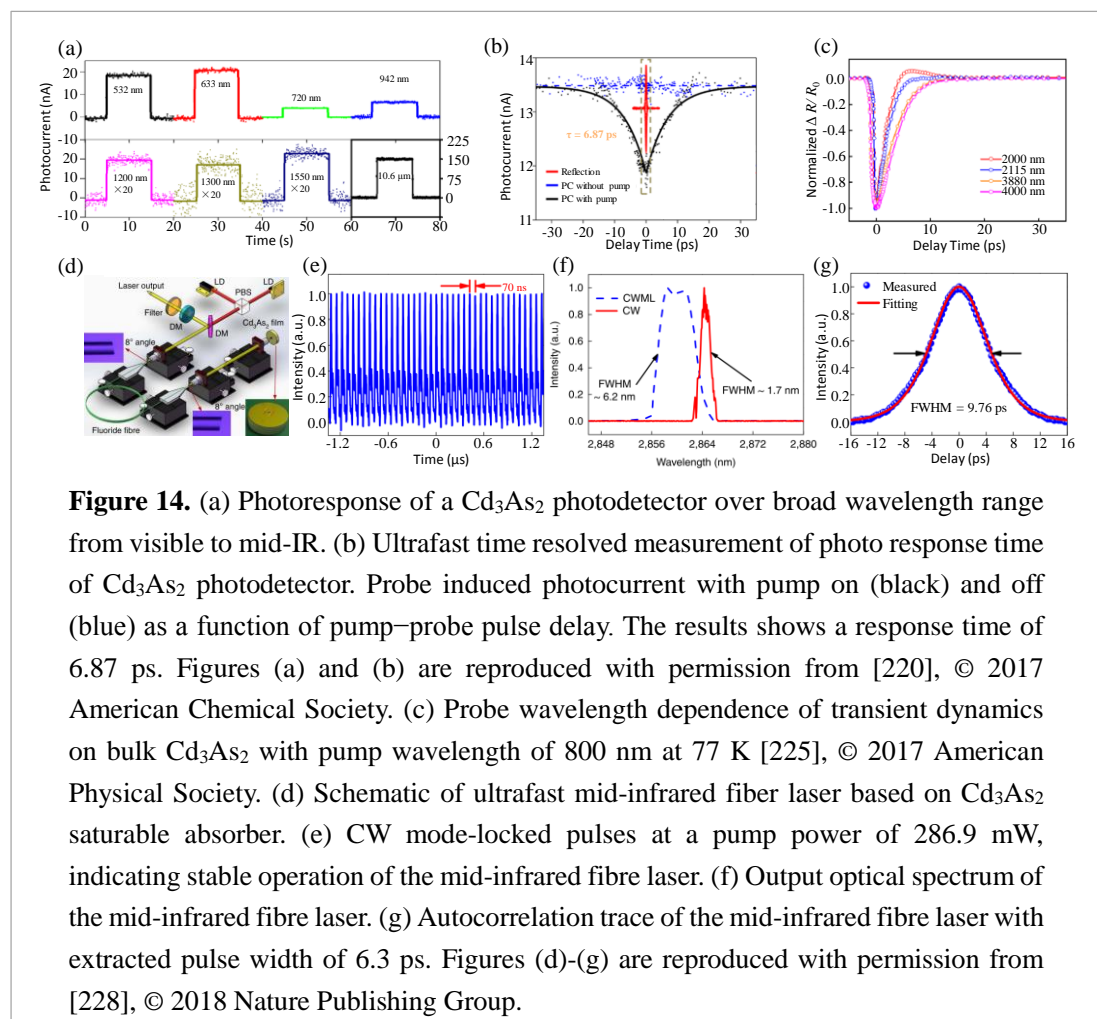 (a)
20
10
0
-10
20
10
0
-10
Photocurrent (nA)
532 nm
633 nm
720 nm
942 nm
1200 nm
×20
1300 nm
×20
1550 nm
×20
10.6 μm
225
150
75
0
0 10 20 30 40 50 60 70 80
Time (s)
(b)
14
13
12
11
Photocurrent (nA)
τ = 6.87 ps
Reflection
PC without pump
PC with pump
-30 -20 -10 0 10 20 30
Delay Time (ps)
(c)
0.0
-0.2
-0.4
-0.6
-0.8
-1.0
Normalized Δ R/ R0
2000 nm
2115 nm
3880 nm
4000 nm
0 10 20 30
Delay Time (ps)
(d)
LD
LD
Laser output
PBS
Filter
DM
DM
Cd3As2 film
8° angle
8° angle
Fluoride fibre
(e)
1.0
0.8
0.6
0.4
0.2
0.0
Intensity (a.u.)
70 ns
-1.2 -0.6 0 0.6 1.2
Time (μs)
(f)
1.0
0.8
0.6
0.4
0.2
0.0
Intensity (a.u.)
CWML
CW
FWHM
~ 6.2 nm
FWHM ~ 1.7 nm
2,848 2,856 2,864 2,872 2,880
Wavelength (nm)
(g)
1.0
0.8
0.6
0.4
0.2
0.0
Intensity (a.u.)
Measured
Fitting
FWHM = 9.76 ps
-16 -12 -8 -4 0 4 8 12 16
Delay (ps)
Figure 14. (a) Photoresponse of a Cd3As2 photodetector over broad wavelength range
from visible to mid-IR. (b) Ultrafast time resolved measurement of photo response time
of Cd3As2 photodetector. Probe induced photocurrent with pump on (black) and off
(blue) as a function of pump−probe pulse delay. The results shows a response time of
6.87 ps. Figures (a) and (b) are reproduced with permission from [220], © 2017
American Chemical Society. (c) Probe wavelength dependence of transient dynamics
on bulk Cd3As2 with pump wavelength of 800 nm at 77 K [225], © 2017 American
Physical Society. (d) Schematic of ultrafast mid-infrared fiber laser based on Cd3As2
saturable absorber. (e) CW mode-locked pulses at a pump power of 286.9 mW,
indicating stable operation of the mid-infrared fibre laser. (f) Output optical spectrum of
the mid-infrared fibre laser. (g) Autocorrelation trace of the mid-infrared fibre laser with
extracted pulse width of 6.3 ps. Figures (d)-(g) are reproduced with permission from
[228], © 2018 Nature Publishing Group.